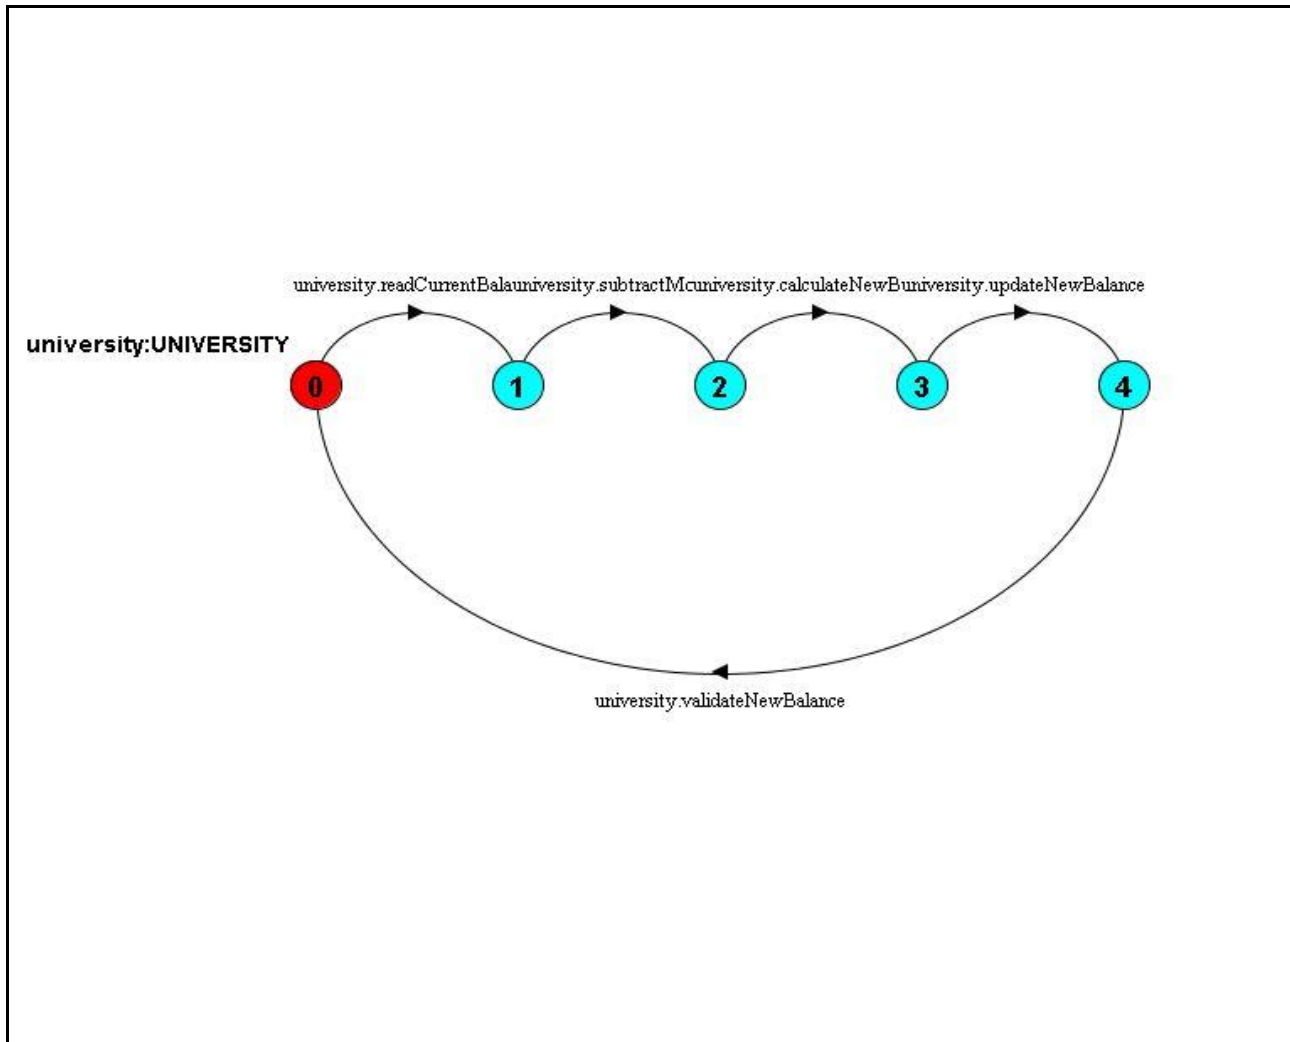 university.readCurrentBalauniversity.subtractMcuniversity.calculateNewBuniversity.updateNewBalance
university:UNIVERSITY
0 1 2 3 4
university.validateNewBalance